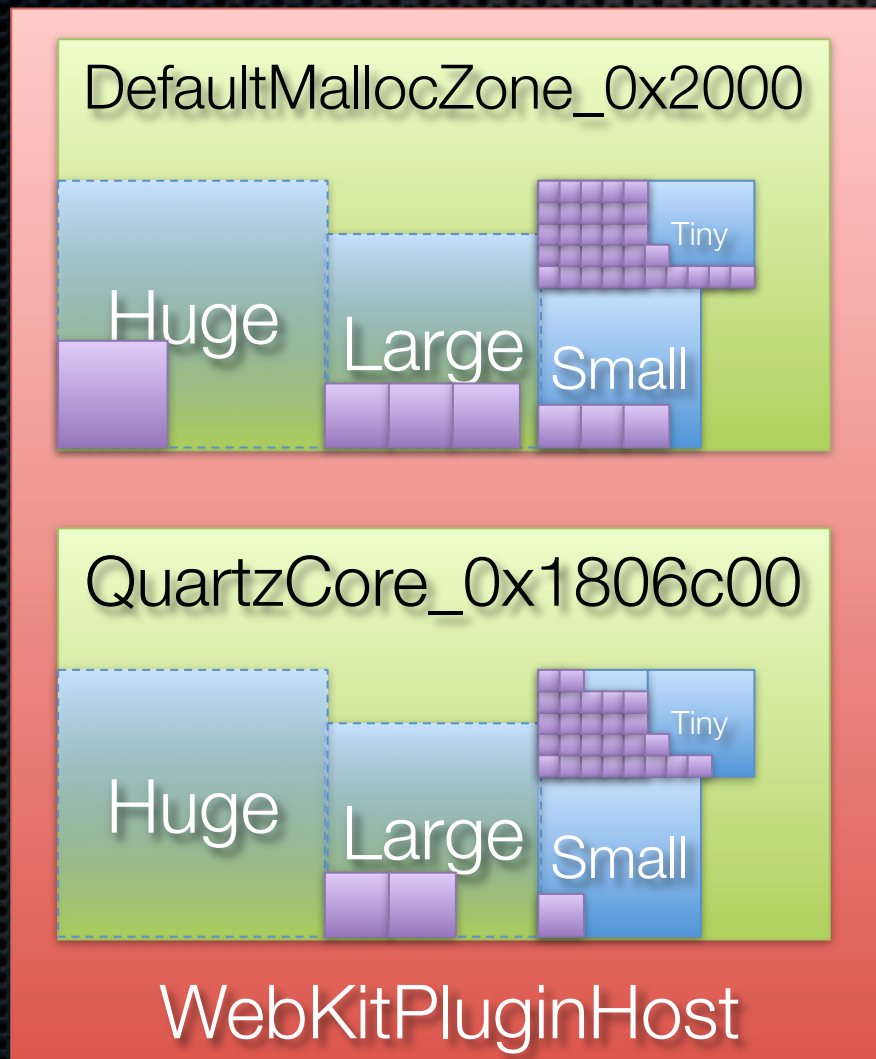 DefaultMallocZone_0x2000
Tiny
Huge
Large
Small
QuartzCore_0x1806c00
Tiny
Huge
Large
Small
WebKitPluginHost